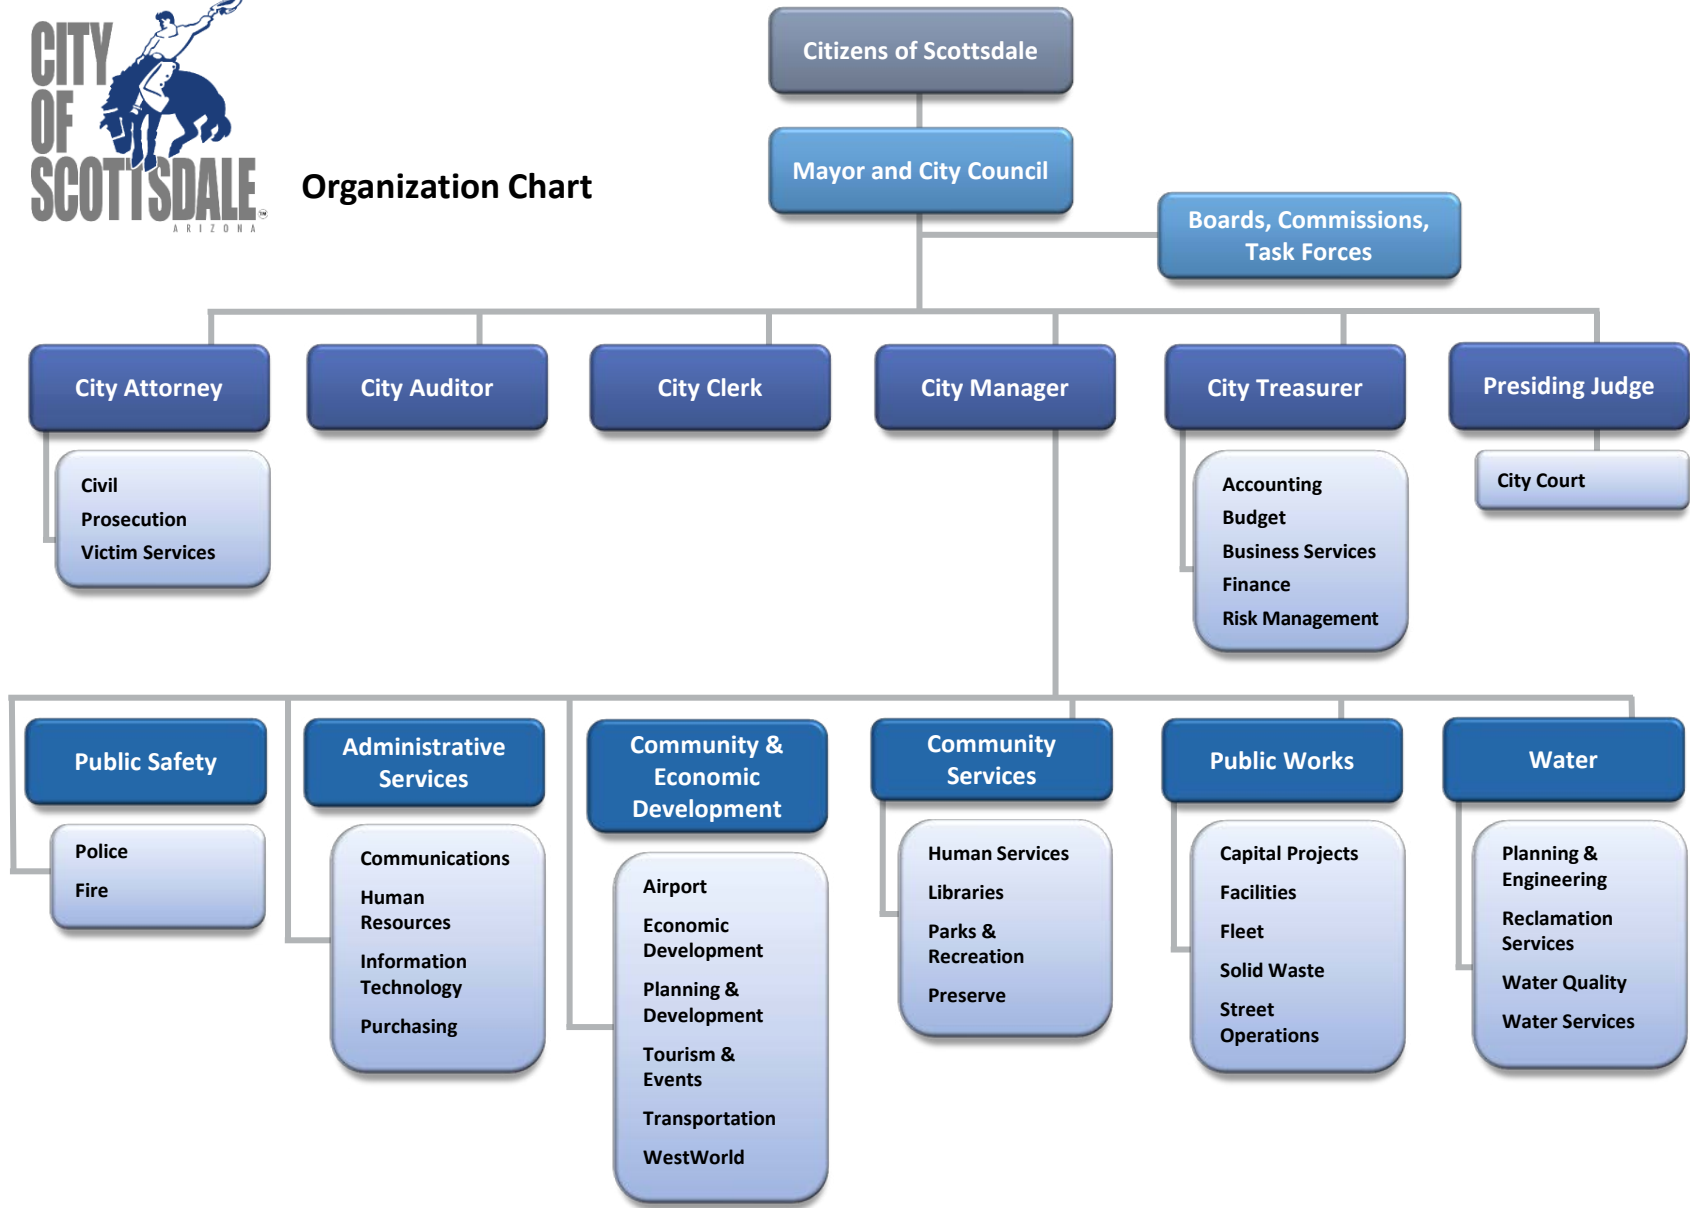 CITY
OF
SCOTTSDALE
TM
ARIZONA
Organization Chart
Citizens of Scottsdale
Mayor and City Council
Boards, Commissions,
Task Forces
City Attorney
City Auditor
City Clerk
City Manager
City Treasurer
Presiding Judge
Civil
Prosecution
Victim Services
Accounting
Budget
Business Services
Finance
Risk Management
City Court
Public Safety
Administrative
Services
Community &
Economic
Development
Community
Services
Public Works
Water
Police
Fire
Communications
Human
Resources
Information
Technology
Purchasing
Airport
Economic
Development
Planning &
Development
Tourism &
Events
Transportation
WestWorld
Human Services
Libraries
Parks &
Recreation
Preserve
Capital Projects
Facilities
Fleet
Solid Waste
Street
Operations
Planning &
Engineering
Reclamation
Services
Water Quality
Water Services